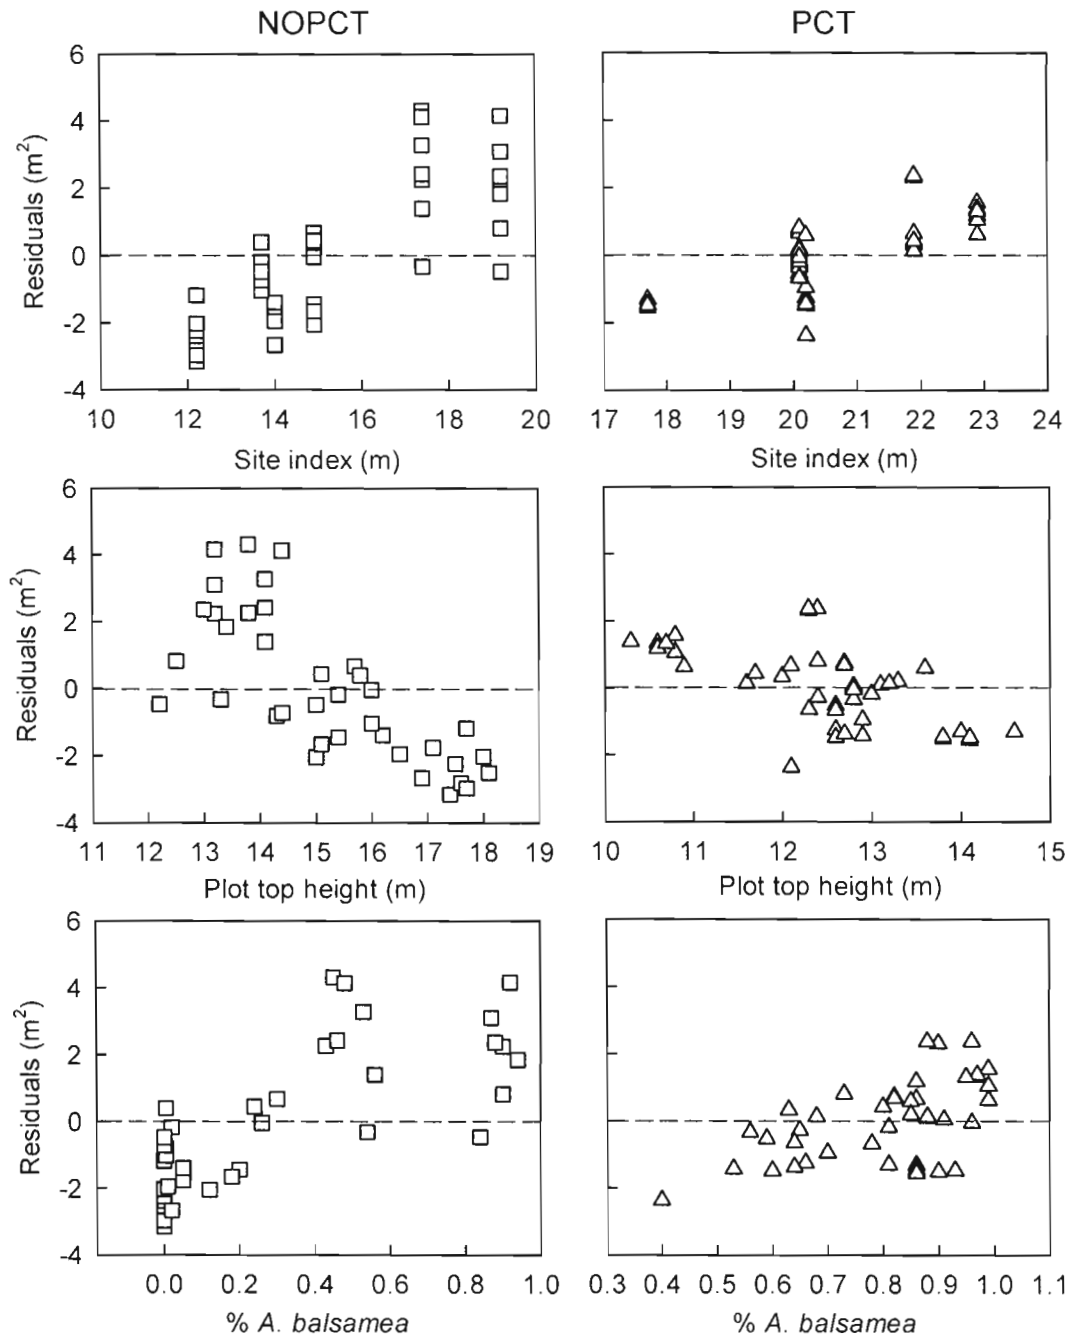 NOPCT PCT
6
4
2
0
-2
-4
Residuals (m²)
10 12 14 16 18 20
17 18 19 20 21 22 23 24
Site index (m) Site index (m)
6
4
2
0
-2
-4
Residuals (m²)
11 12 13 14 15 16 17 18 19
10 11 12 13 14 15
Plot top height (m) Plot top height (m)
6
4
2
0
-2
-4
Residuals (m²)
0.0 0.2 0.4 0.6 0.8 1.0
0.3 0.4 0.5 0.6 0.7 0.8 0.9 1.0 1.1
% A. balsamea % A. balsamea